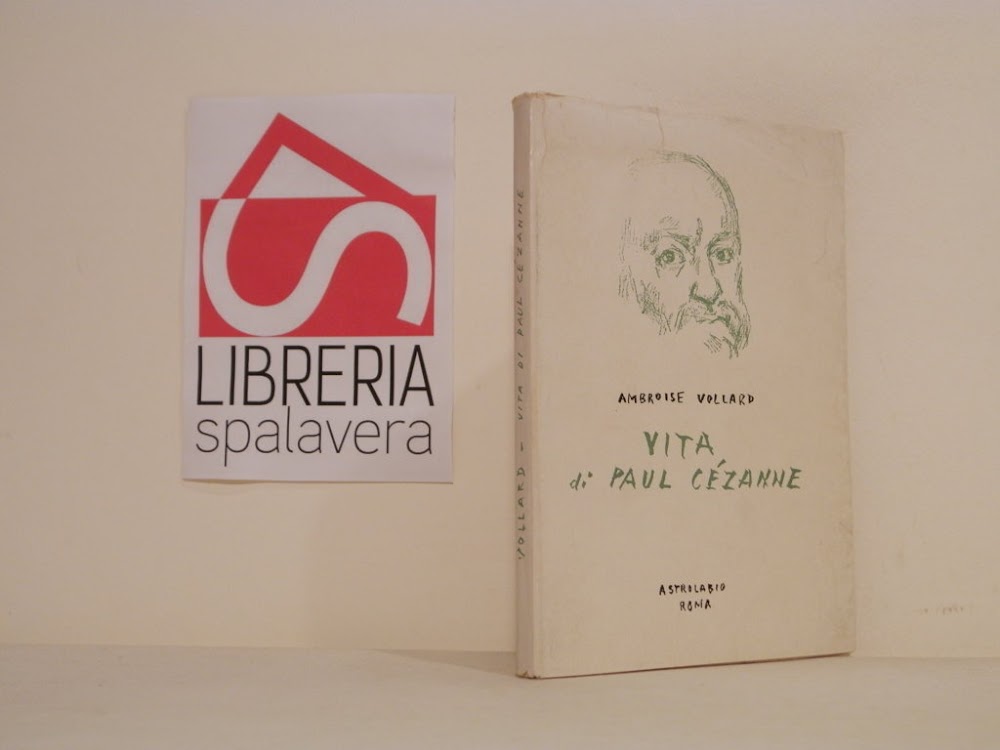 LIBRERIA
spalavera
VOLLARD - VITA DI PAUL CÉZANNE
AMBROISE VOLLARD
VITA
di PAUL CÉZANNE
ASTROLABIO
ROMA